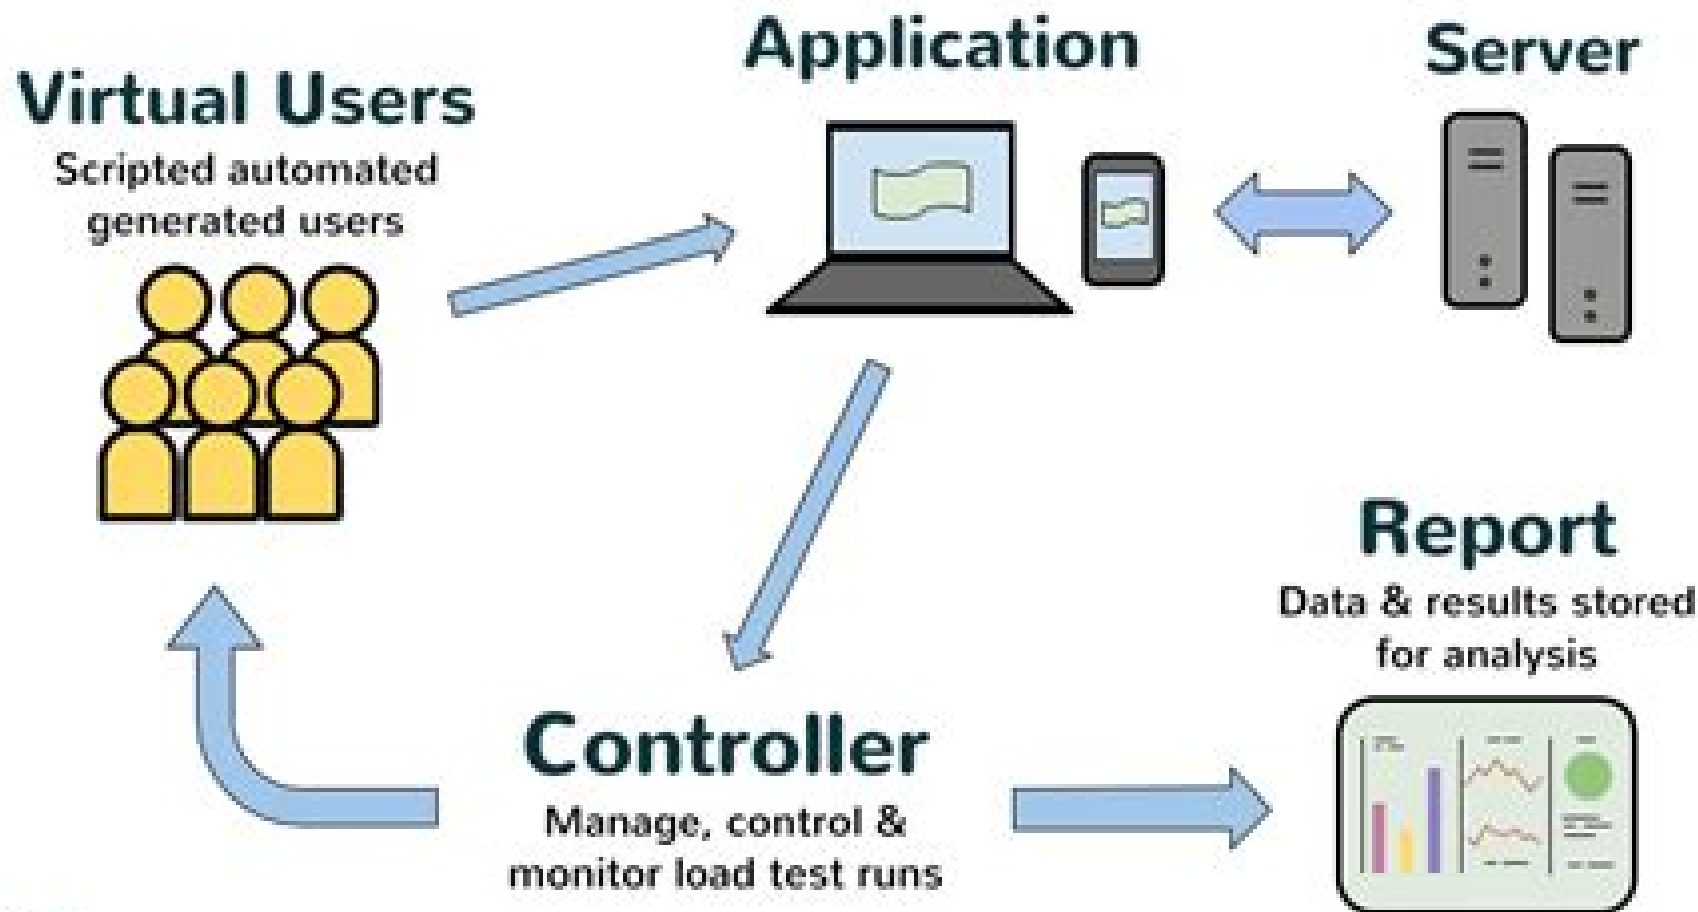 Virtual Users
Scripted automated
generated users
Application
Server
Controller
Manage, control &
monitor load test runs
Report
Data & results stored
for analysis